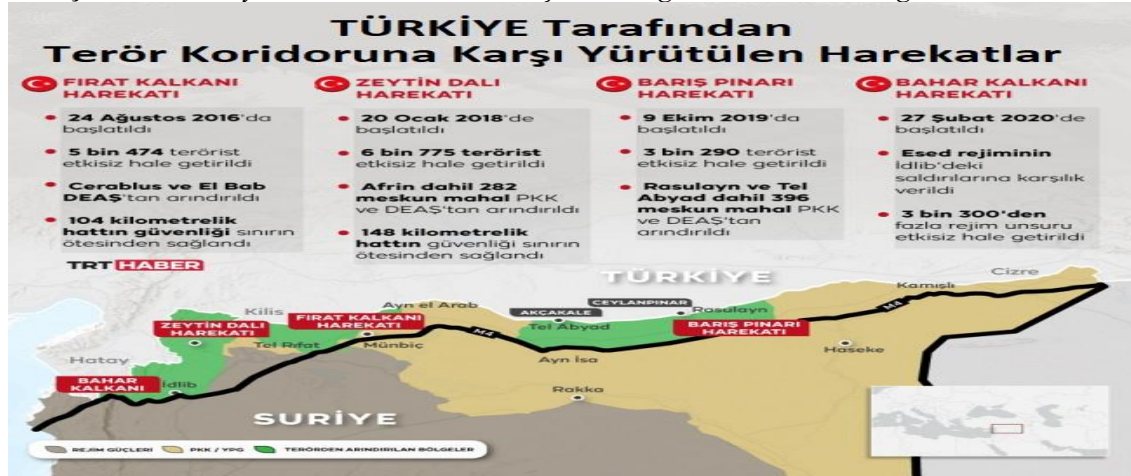 TÜRKİYE Tarafından
Terör Koridoruna Karşı Yürütülen Harekatlar
FIRAT KALKANI
HAREKATI
• 24 Ağustos 2016'da
başlatıldı
• 5 bin 474 terörist
etkisiz hale getirildi
• Cerablus ve El Bab
DEAŞ'tan arındırıldı
• 104 kilometrelik
hattın güvenliği sınırın
ötesinden sağlandı
ZEYTİN DALI
HAREKATI
• 20 Ocak 2018'de
başlatıldı
• 6 bin 775 terörist
etkisiz hale getirildi
• Afrin dahil 282
meskun mahal PKK
ve DEAŞ'tan arındırıldı
• 148 kilometrelik
hattın güvenliği sınırın
ötesinden sağlandı
BARIŞ PINARI
HAREKATI
• 9 Ekim 2019'da
başlatıldı
• 3 bin 290 terörist
etkisiz hale getirildi
• Rasulayn ve Tel
Abyad dahil 396
meskun mahal PKK
ve DEAŞ'tan
arındırıldı
BAHAR KALKANI
HAREKATI
• 27 Şubat 2020'de
başlatıldı
• Esed rejiminin
İdlib'deki
saldırılarına karşılık
verildi
• 3 bin 300'den
fazla rejim unsuru
etkisiz hale getirildi
TRT HABER
TÜRKİYE
Cizre
Kamışlı
M4
Ayn el Arab
Kilis
CEYLANPINAR
AKÇAKALE
Rasulayn
ZEYTİN DALI
HAREKATI
FIRAT KALKANI
HAREKATI
M4
Tel Abyad
BARIŞ PINARI
HAREKATI
Tel Rıfat
Münbiç
Hatay
Ayn İsa
Haseke
BAHAR
KALKANI
İdlib
Rakka
SURİYE
REJİM GÜÇLERİ
PKK / YPG
TERÖRDEN ARINDIRILAN BÖLGELER